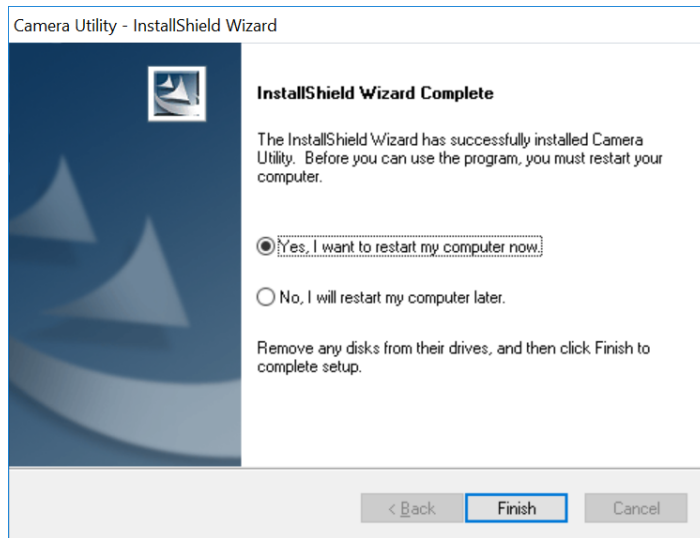 Camera Utility - InstallShield Wizard
InstallShield Wizard Complete
The InstallShield Wizard has successfully installed Camera
Utility. Before you can use the program, you must restart your
computer.
Yes, I want to restart my computer now.
No, I will restart my computer later.
Remove any disks from their drives, and then click Finish to
complete setup.
< Back
Finish
Cancel